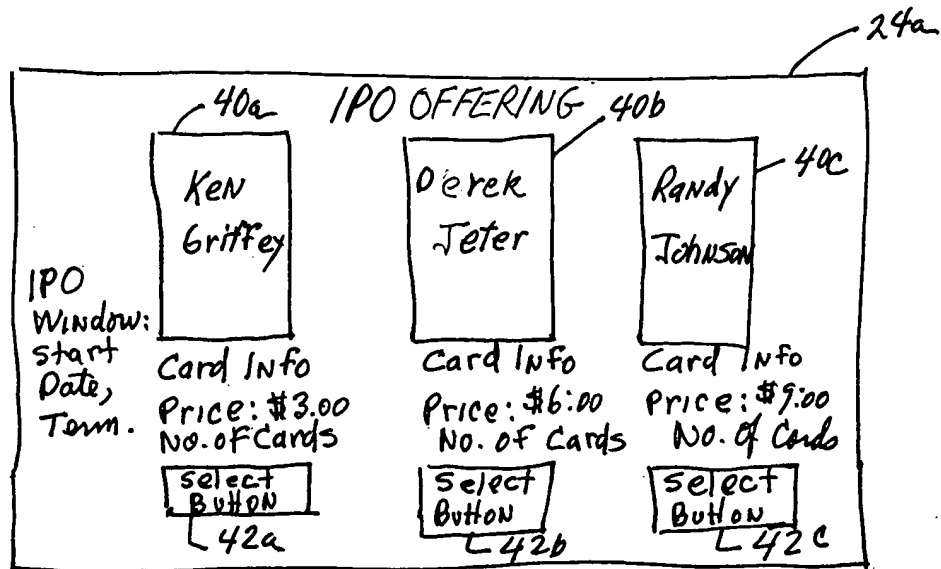 24a
IPO OFFERING
40a
40b
40c
Ken
Griffey
Derek
Jeter
Randy
Johnson
IPO
Window:
start
Date,
Term.
Card Info
Price: $3.00
No. of Cards
Card Info
Price: $6:00
No. of Cards
Card Info
Price: $9:00
No. of Cards
Select
Button
Select
Button
Select
Button
42a
42b
42c